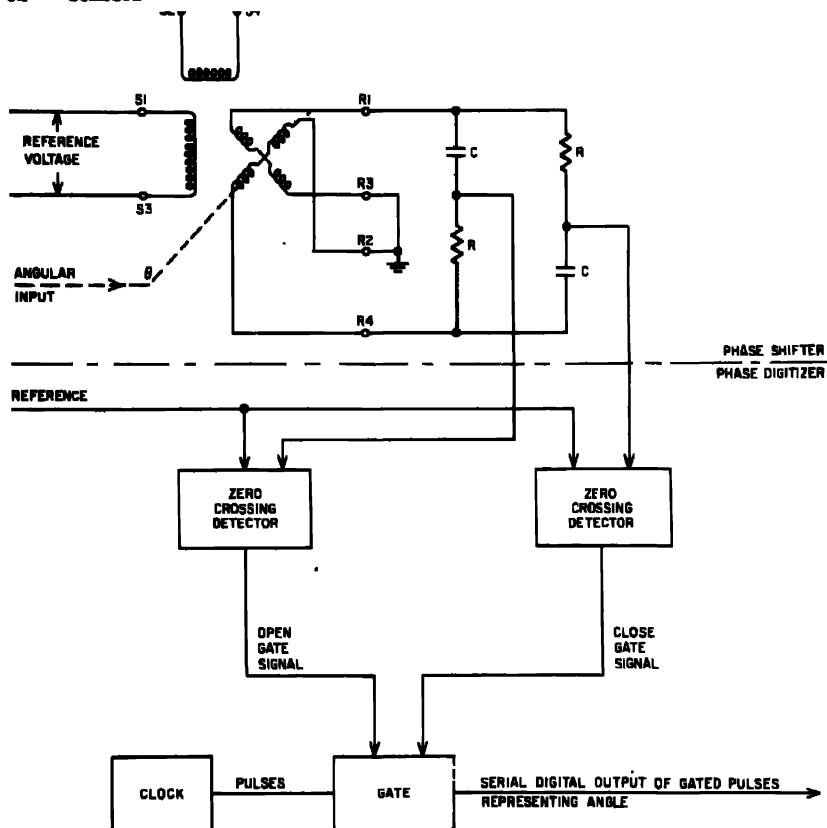 S1
R1
REFERENCE
VOLTAGE
C
R
S3
R3
R2
R
C
θ
ANGULAR
INPUT
R4
PHASE SHIFTER
PHASE DIGITIZER
REFERENCE
ZERO
CROSSING
DETECTOR
ZERO
CROSSING
DETECTOR
OPEN
GATE
SIGNAL
CLOSE
GATE
SIGNAL
CLOCK
PULSES
GATE
SERIAL DIGITAL OUTPUT OF GATED PULSES
REPRESENTING ANGLE